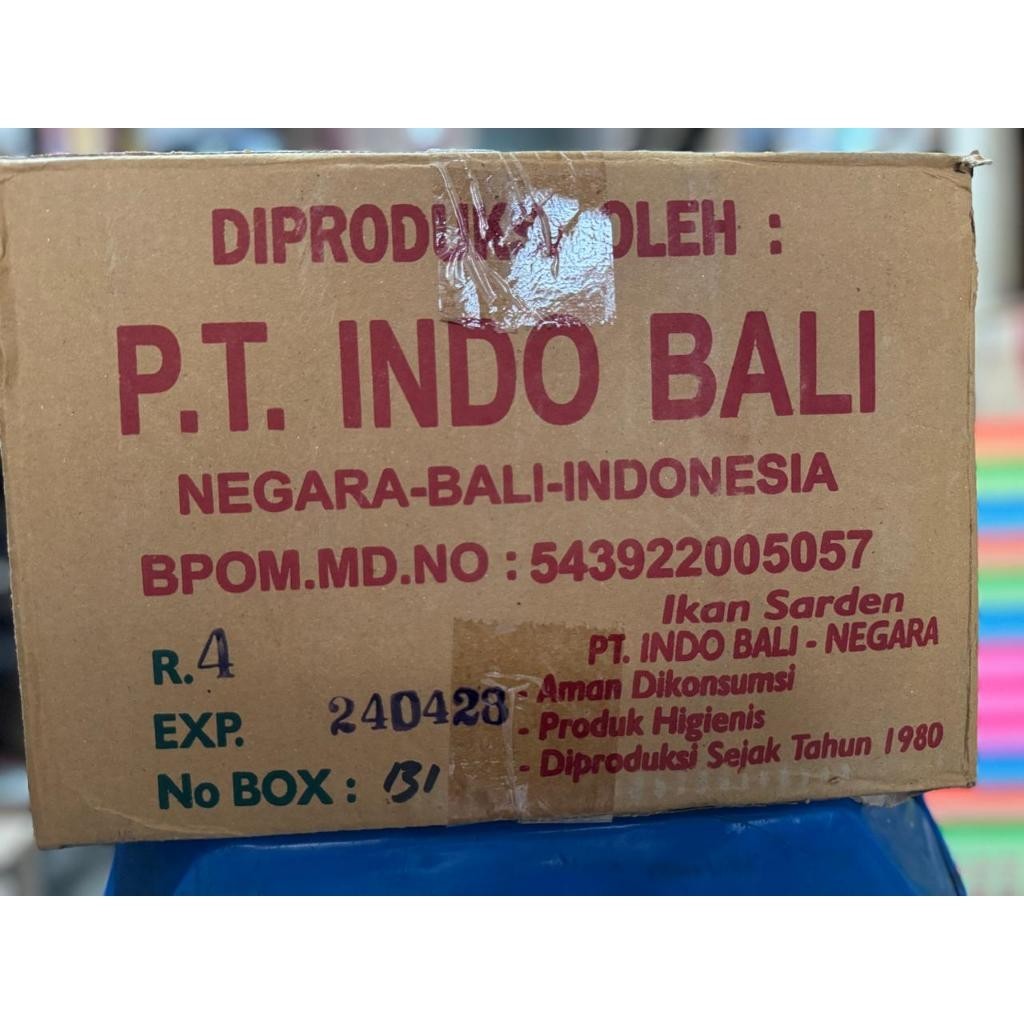 DIPRODUKSI OLEH :
P.T. INDO BALI
NEGARA-BALI-INDONESIA
BPOM.MD.NO : 543922005057
Ikan Sarden
PT. INDO BALI - NEGARA
- Aman Dikonsumsi
- Produk Higienis
- Diproduksi Sejak Tahun 1980
R. 4
EXP. 240428
No BOX : 131